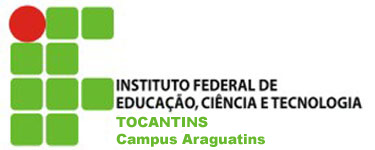 INSTITUTO FEDERAL DE
EDUCAÇÃO, CIÊNCIA E TECNOLOGIA
TOCANTINS
Campus Araguatins